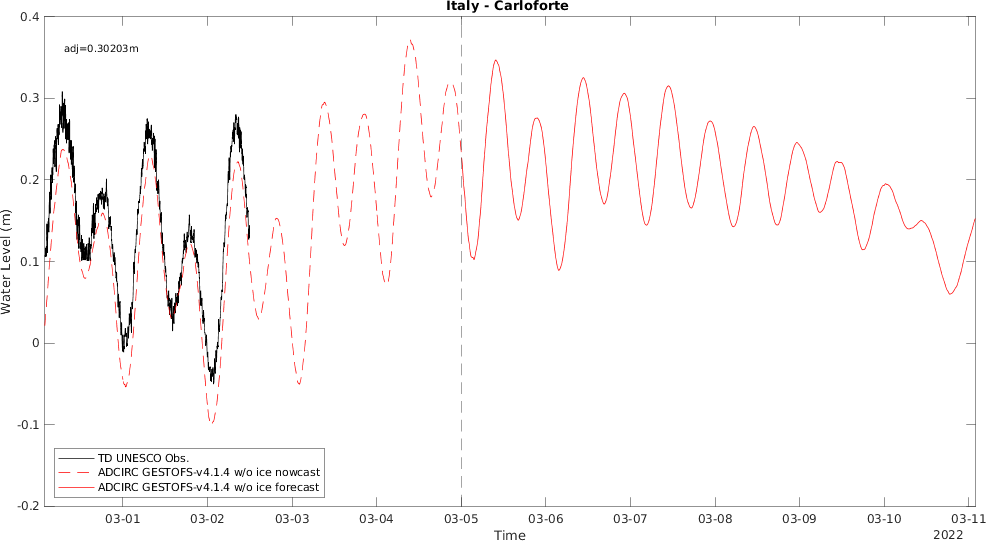 Italy - Carloforte
adj=0.30203m
0.4
0.3
0.2
0.1
0
-0.1
-0.2
Water Level (m)
TD UNESCO Obs.
ADCIRC GESTOFS-v4.1.4 w/o ice nowcast
ADCIRC GESTOFS-v4.1.4 w/o ice forecast
03-01 03-02 03-03 03-04 03-05 03-06 03-07 03-08 03-09 03-10 03-11
Time
2022